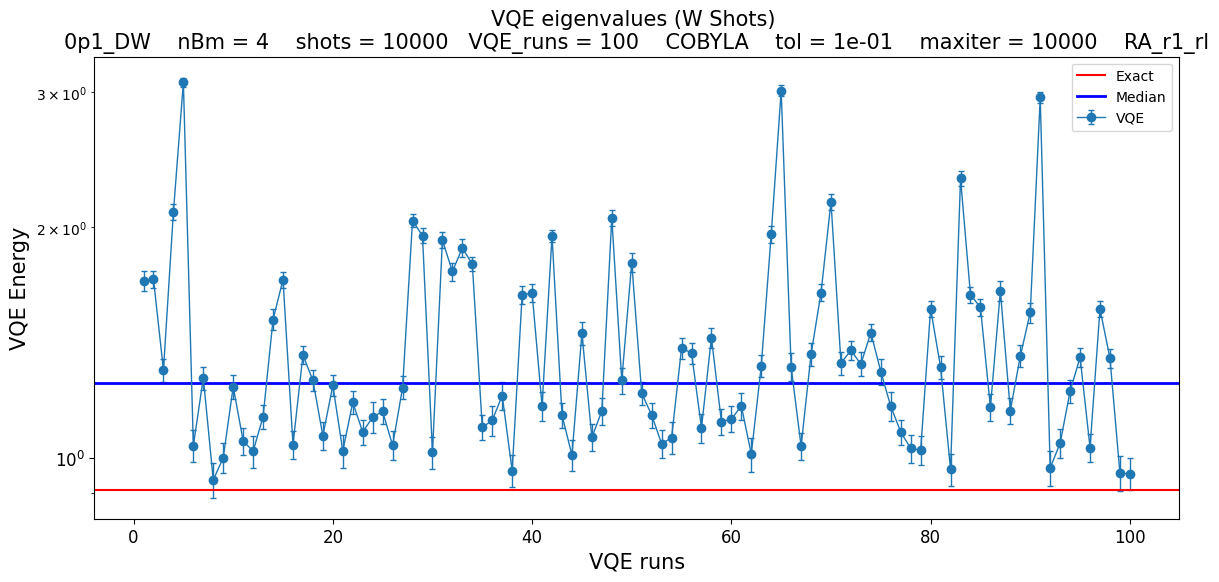 VQE eigenvalues (W Shots)
0p1_DW nBm = 4 shots = 10000 VQE_runs = 100 COBYLA tol = 1e-01 maxiter = 10000 RA_r1_rl
3 × 10⁰
2 × 10⁰
10⁰
VQE Energy
Exact
Median
VQE
0 20 40 60 80 100
VQE runs